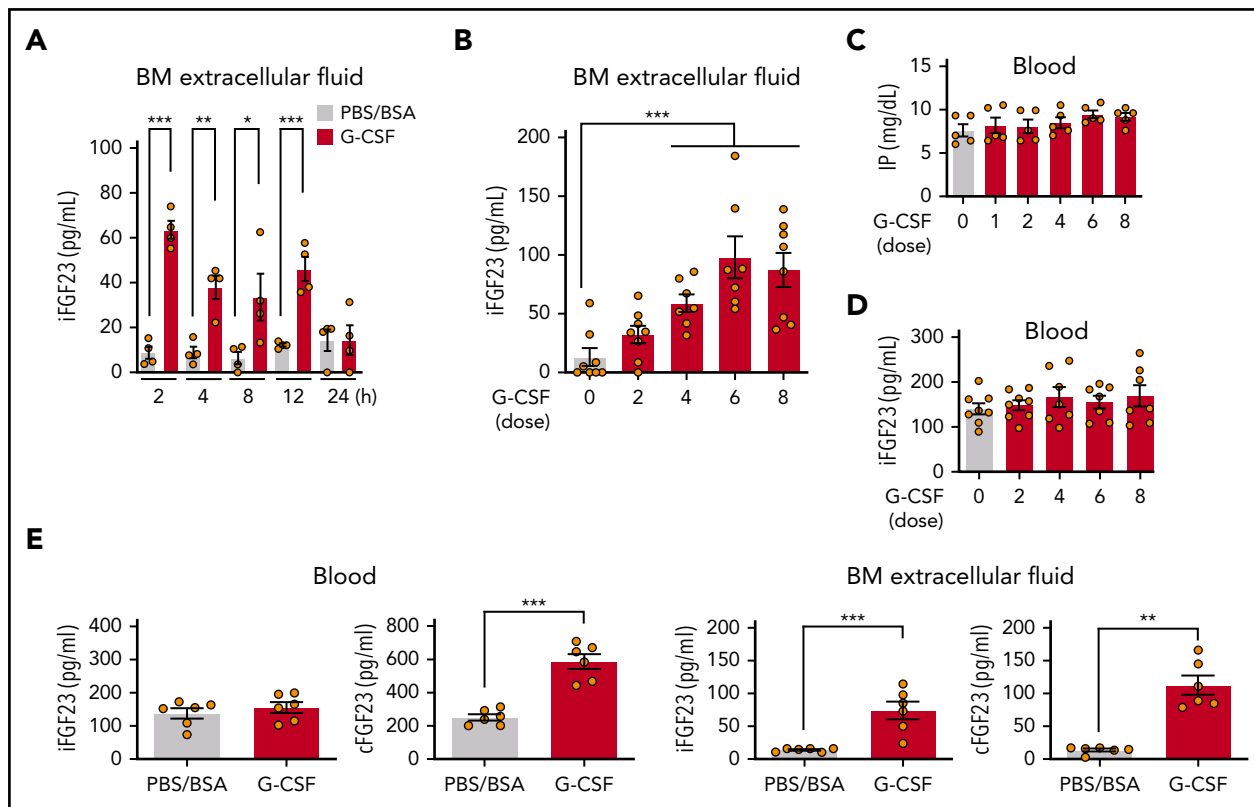 A
BM extracellular fluid
PBS/BSA
G-CSF
*** ** * ***
iFGF23 (pg/mL)
100
80
60
40
20
0
2 4 8 12 24 (h)
B
BM extracellular fluid
***
iFGF23 (pg/mL)
200
150
100
50
0
G-CSF 0 2 4 6 8
(dose)
C
Blood
IP (mg/dL)
15
10
5
0
G-CSF 0 1 2 4 6 8
(dose)
D
Blood
iFGF23 (pg/mL)
300
200
100
0
G-CSF 0 2 4 6 8
(dose)
E
Blood
iFGF23 (pg/ml)
400
300
200
100
0
PBS/BSA G-CSF
***
cFGF23 (pg/ml)
800
600
400
200
0
PBS/BSA G-CSF
BM extracellular fluid
***
iFGF23 (pg/ml)
200
150
100
50
0
PBS/BSA G-CSF
**
cFGF23 (pg/ml)
200
150
100
50
0
PBS/BSA G-CSF